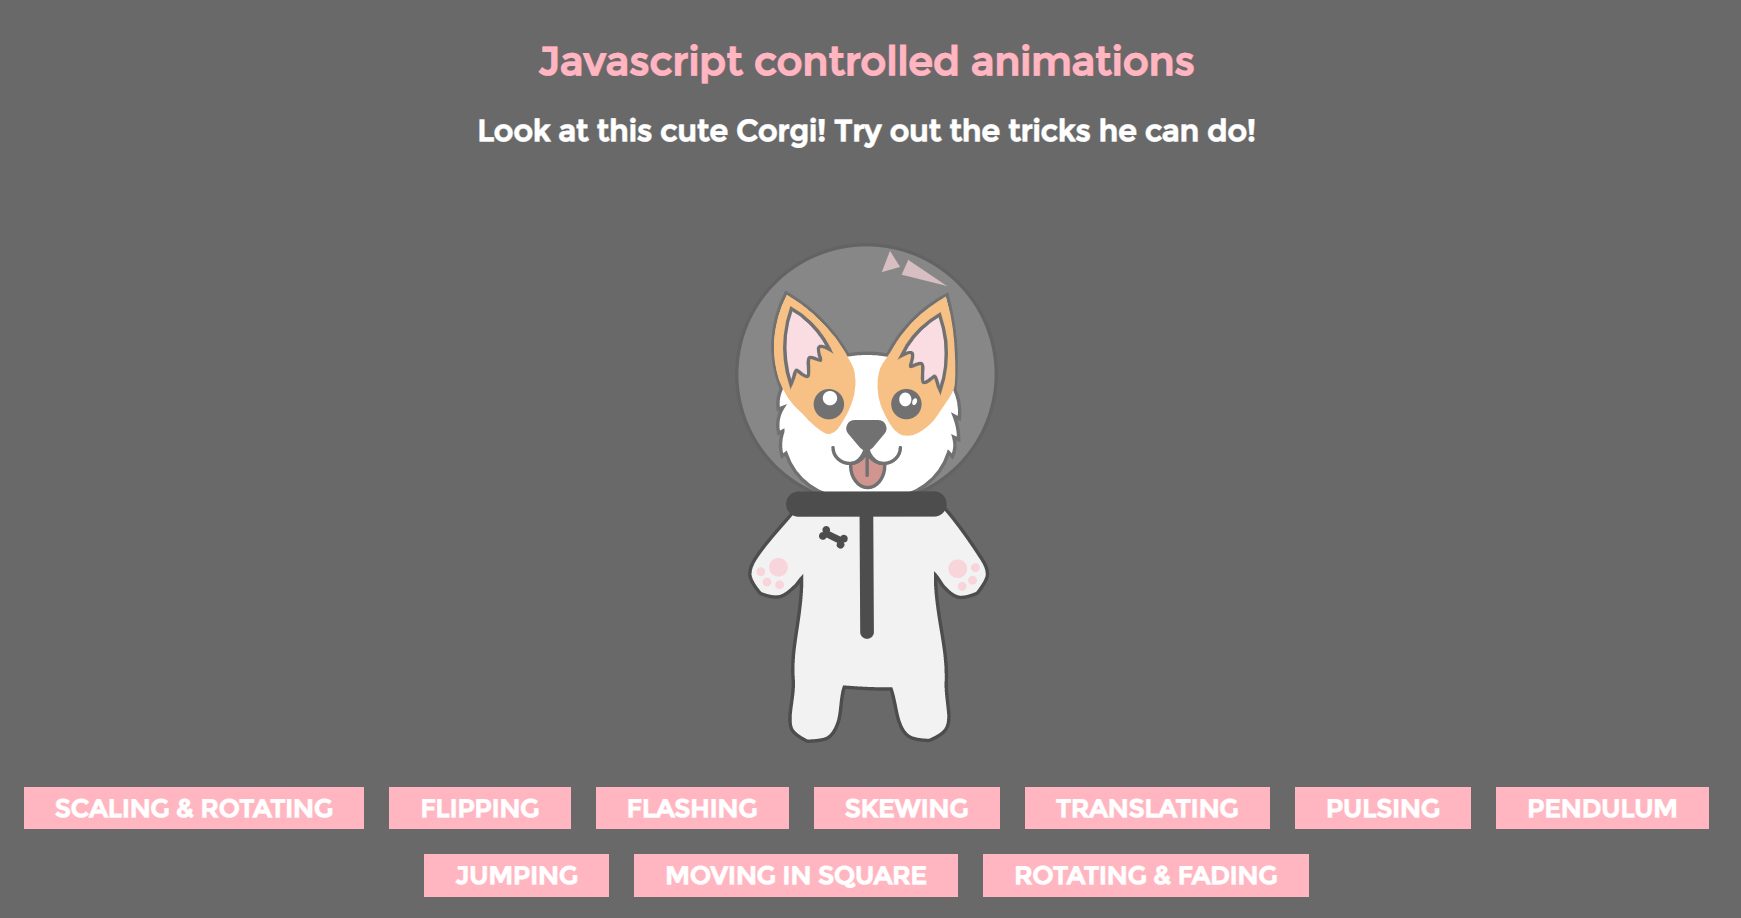 Javascript controlled animations
Look at this cute Corgi! Try out the tricks he can do!
SCALING & ROTATING FLIPPING FLASHING SKEWING TRANSLATING PULSING PENDULUM
JUMPING MOVING IN SQUARE ROTATING & FADING